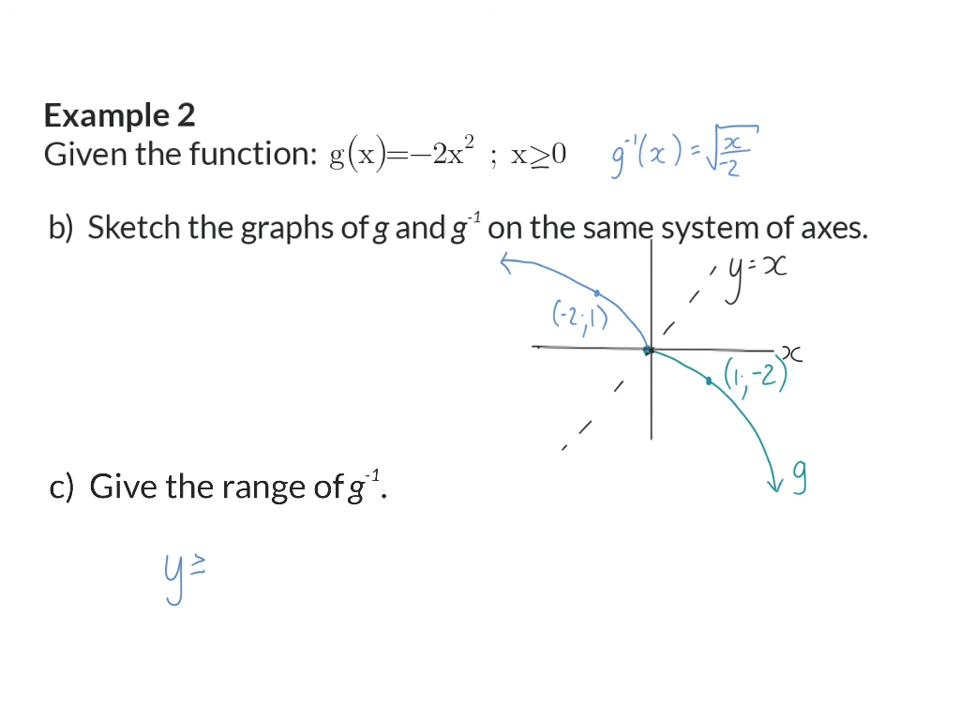 Example 2
Given the function: g(x)=−2x² ; x≥0 g⁻¹(x) = √(x/-2)
b) Sketch the graphs of g and g⁻¹ on the same system of axes.
y=x
(-2;1)
x
(1;-2)
g
c) Give the range of g⁻¹.
y≥